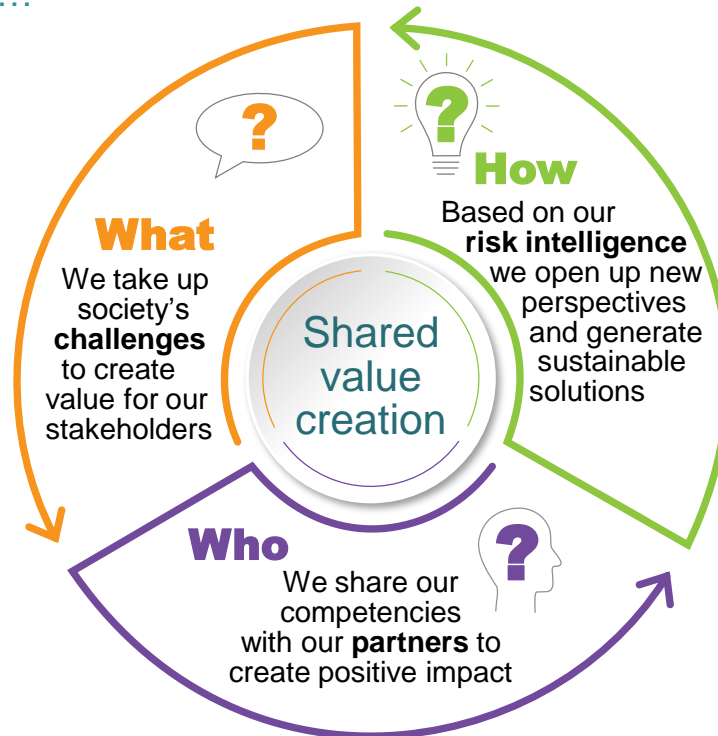 ...
?
What
We take up
society's
challenges
to create
value for our
stakeholders
?
How
Based on our
risk intelligence
we open up new
perspectives
and generate
sustainable
solutions
Shared
value
creation
Who
?
We share our
competencies
with our partners to
create positive impact